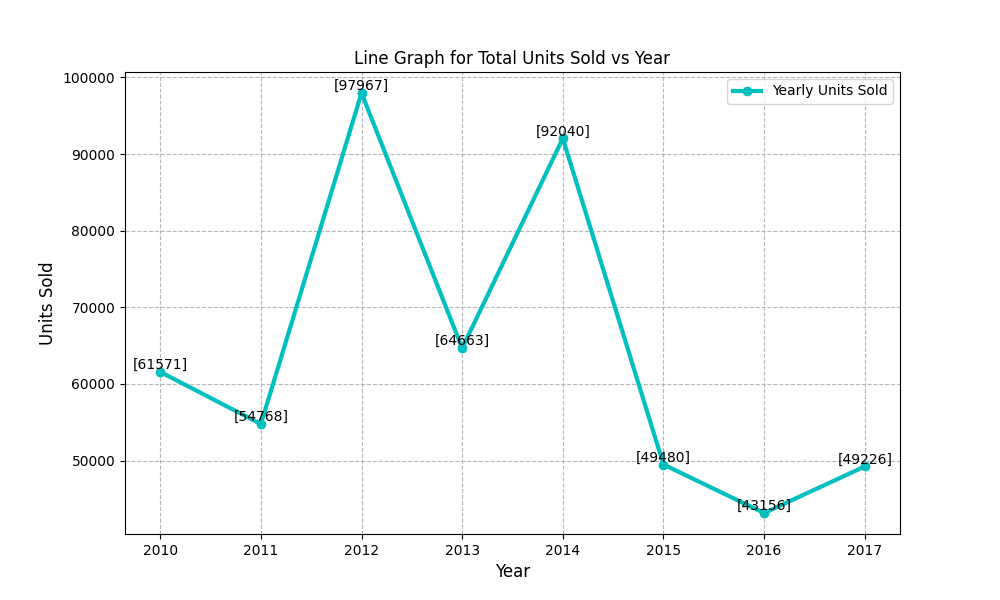 Line Graph for Total Units Sold vs Year
100000
90000
80000
70000
60000
50000
Units Sold
Yearly Units Sold
[61571]
[54768]
[97967]
[64663]
[92040]
[49480]
[43156]
[49226]
2010 2011 2012 2013 2014 2015 2016 2017
Year